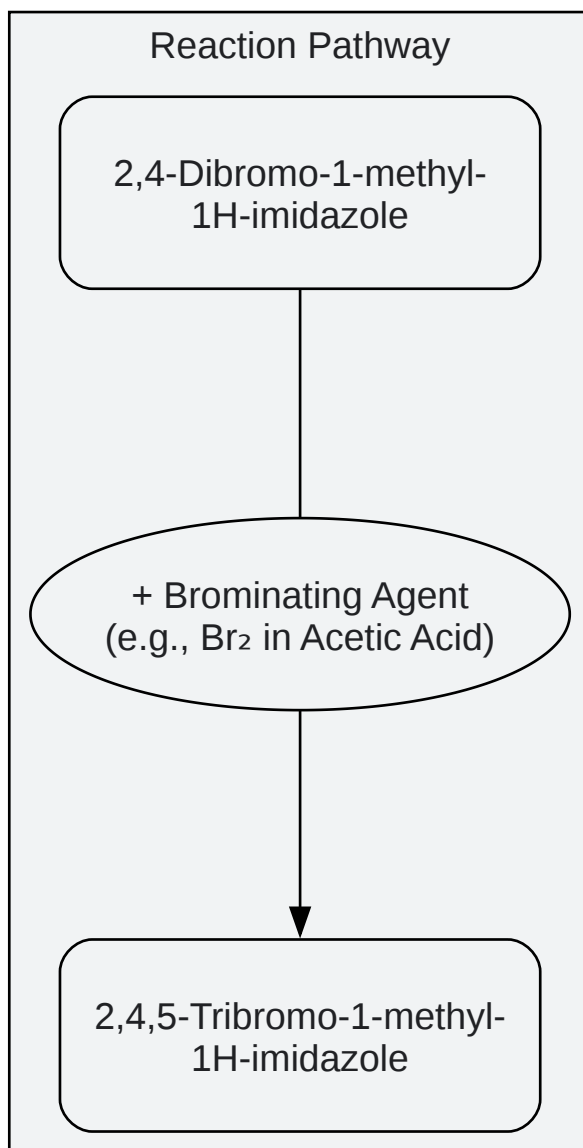 Reaction Pathway
2,4-Dibromo-1-methyl-
1H-imidazole
+ Brominating Agent
(e.g., Br₂ in Acetic Acid)
2,4,5-Tribromo-1-methyl-
1H-imidazole